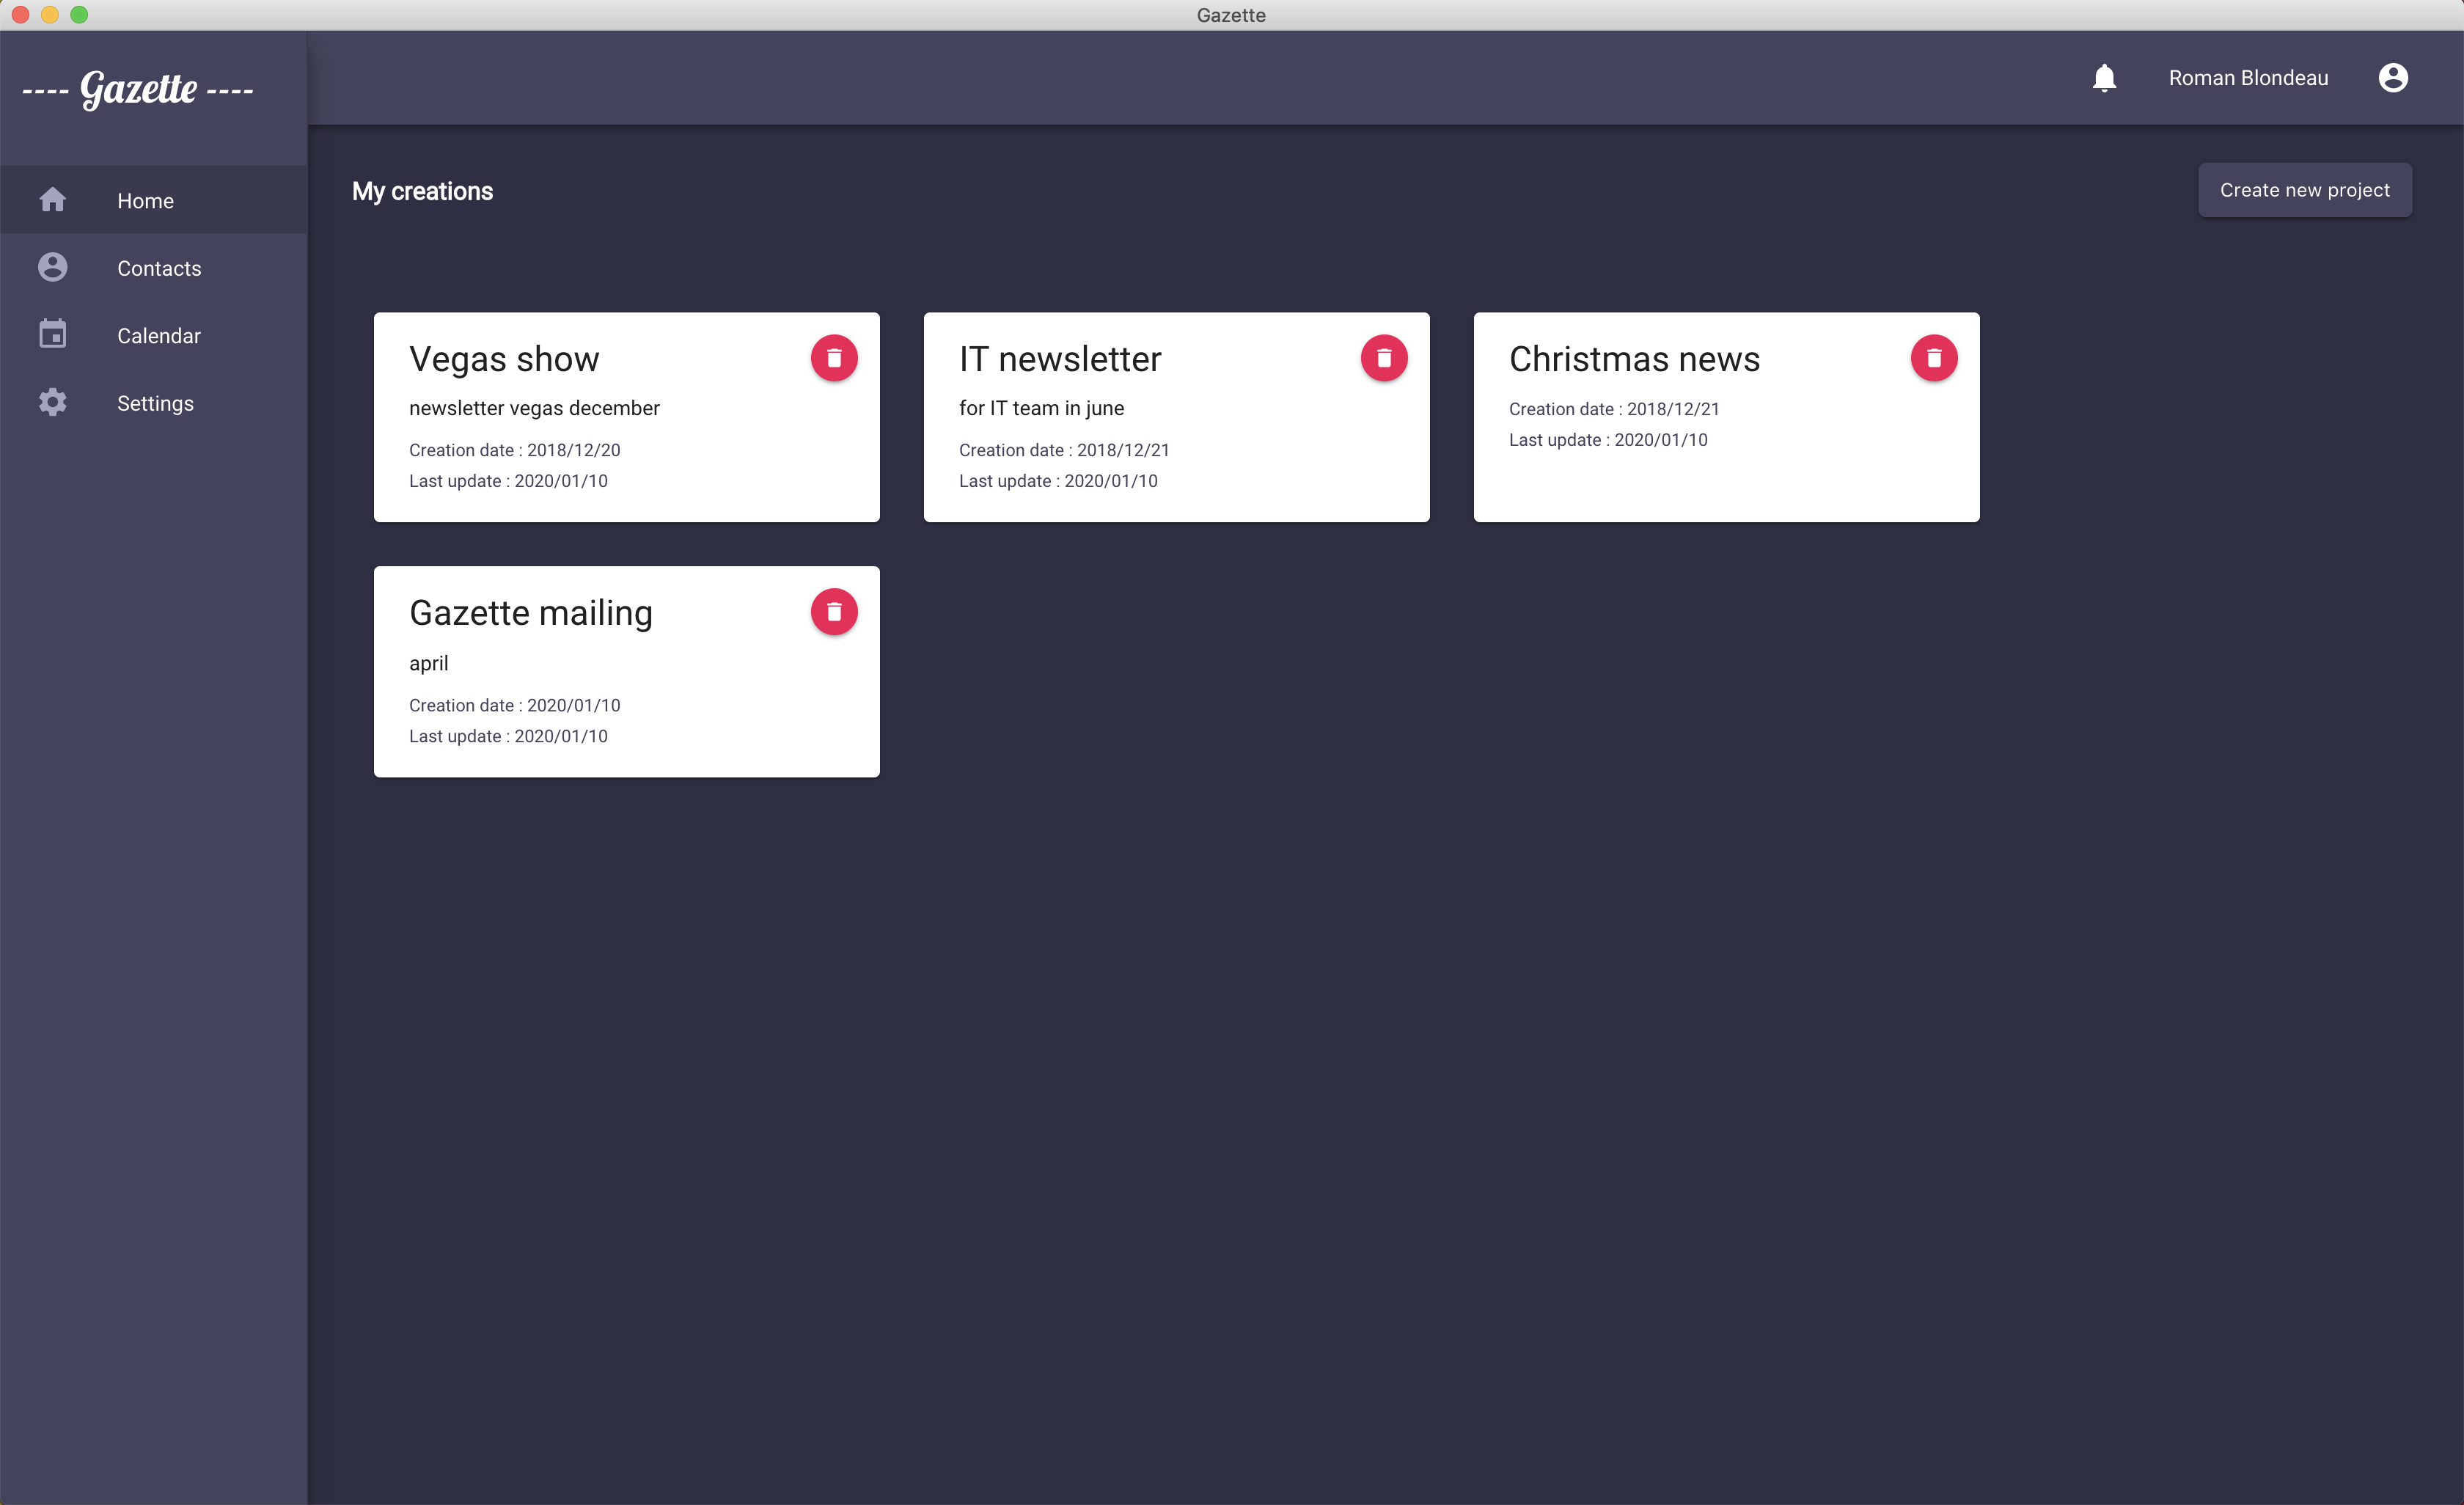 Gazette
---- Gazette ----
Roman Blondeau
Home
Contacts
Calendar
Settings
My creations
Create new project
Vegas show
newsletter vegas december
Creation date : 2018/12/20
Last update : 2020/01/10
IT newsletter
for IT team in june
Creation date : 2018/12/21
Last update : 2020/01/10
Christmas news
Creation date : 2018/12/21
Last update : 2020/01/10
Gazette mailing
april
Creation date : 2020/01/10
Last update : 2020/01/10